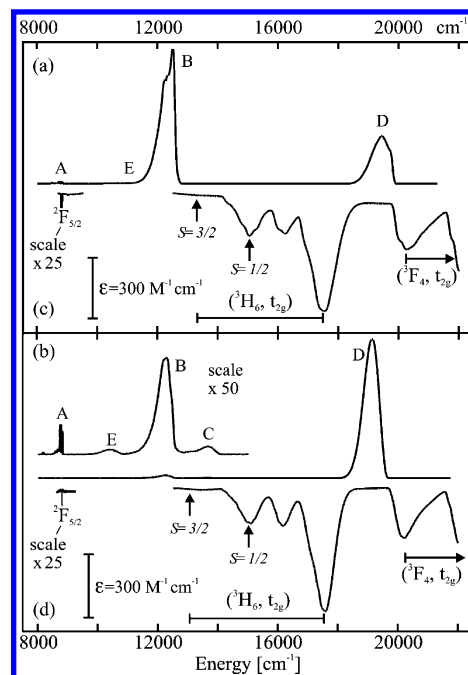 8000 12000 16000 20000 cm⁻¹
(a)
B
D
A E
²F₅/₂
scale
x 25
S= 3/2
S= 1/2
(³F₄, t₂g)
ε=300 M⁻¹cm⁻¹
(³H₆, t₂g)
(c)
(b)
B
scale
x 50
D
A
E
C
²F₅/₂
scale
x 25
S= 3/2
S= 1/2
(³F₄, t₂g)
ε=300 M⁻¹cm⁻¹
(³H₆, t₂g)
(d)
8000 12000 16000 20000
Energy [cm⁻¹]